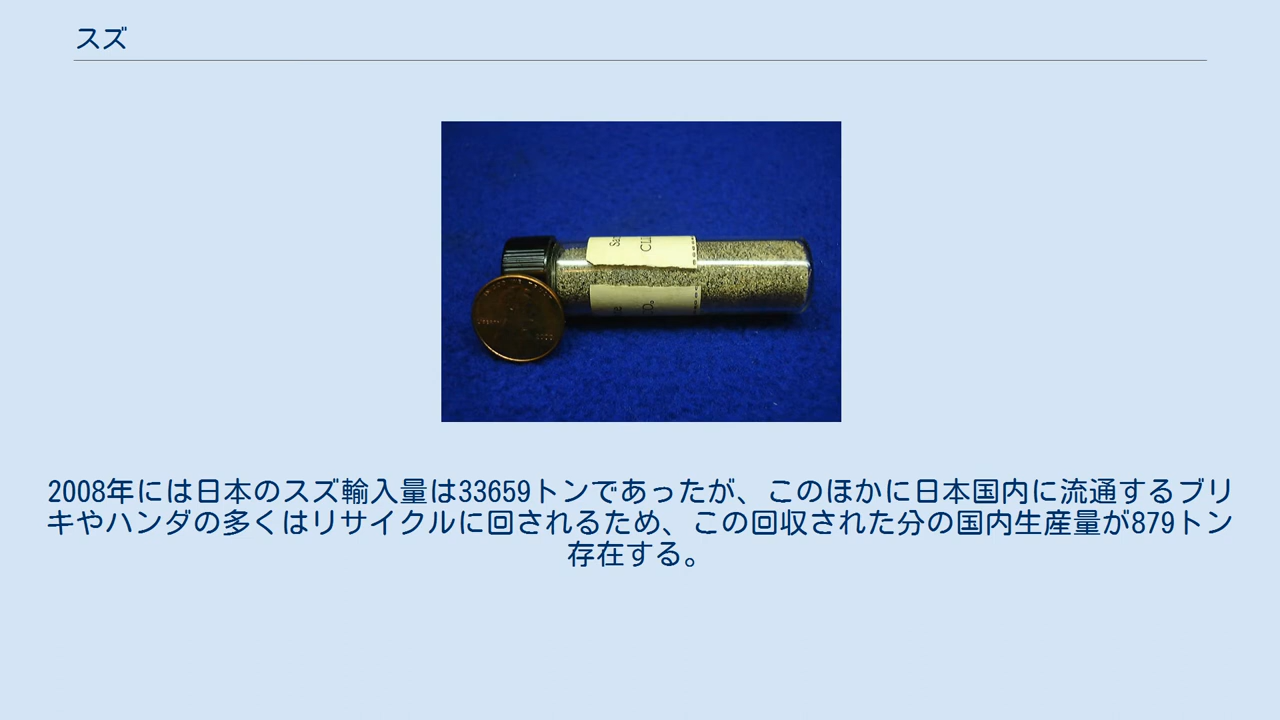 スズ
2008年には日本のスズ輸入量は33659トンであったが、このほかに日本国内に流通するブリ
キやハンダの多くはリサイクルに回されるため、この回収された分の国内生産量が879トン
存在する。